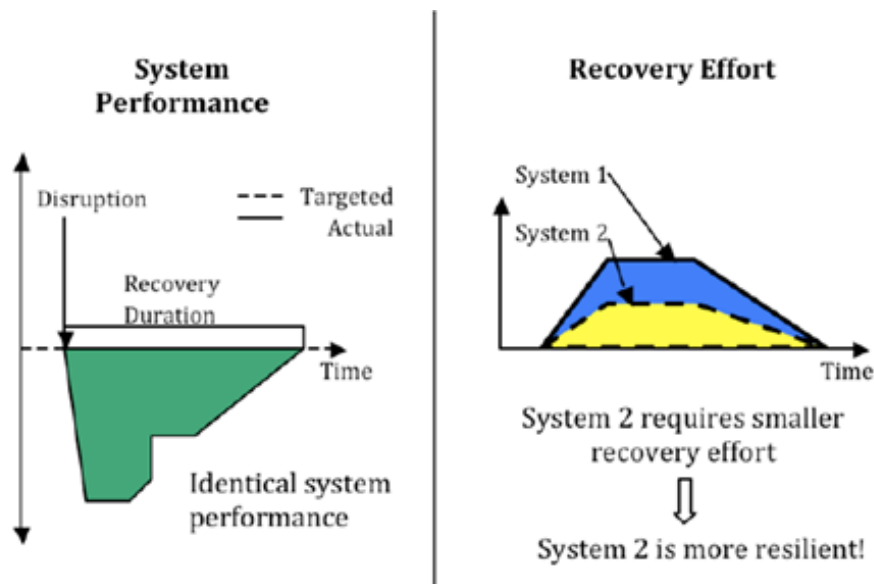 System
Performance
Disruption
Targeted
Actual
Recovery
Duration
Time
Identical system
performance
Recovery Effort
System 1
System 2
Time
System 2 requires smaller
recovery effort
System 2 is more resilient!